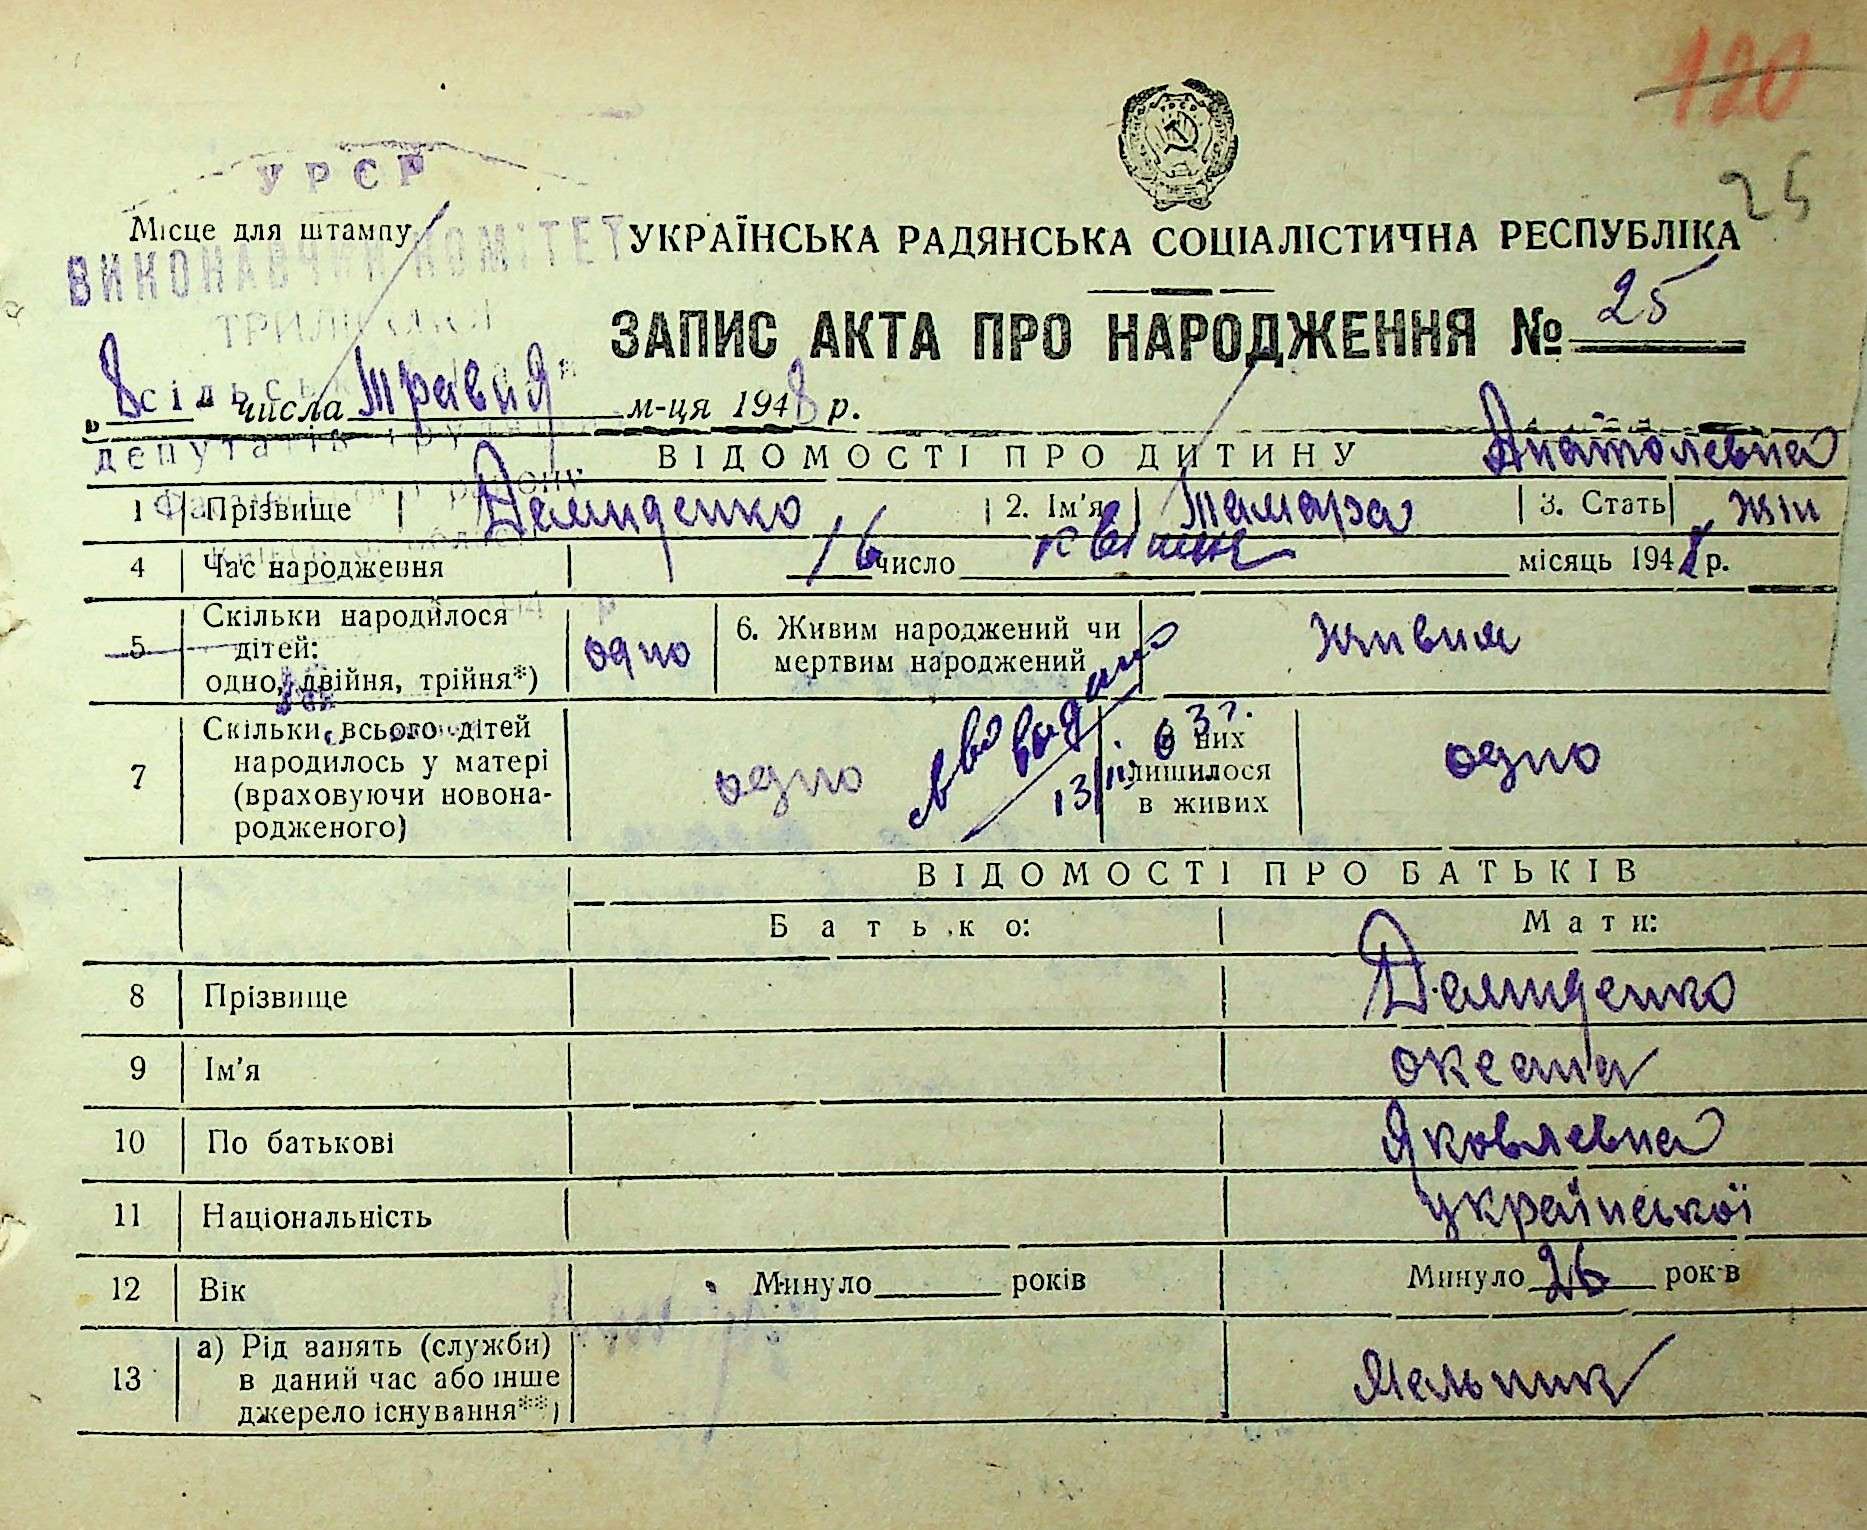 120
25
УРСР
Місце для штампу
ВИКОНАВЧИЙ КОМІТЕТ
УКРАЇНСЬКА РАДЯНСЬКА СОЦІАЛІСТИЧНА РЕСПУБЛІКА
ЗАПИС АКТА ПРО НАРОДЖЕННЯ № 25
„8" числа травня м-ця 1948 р.
депутатів
ВІДОМОСТІ ПРО ДИТИНУ Анатолевна
1 Прізвище Демиденко 2. Ім'я Тамара 3. Стать жін
4 Час народження 16 число квітня місяць 1948 р.
5 Скільки народилося дітей: одно, двійня, трійня*) одно 6. Живим народжений чи мертвим народжений живим
7 Скільки всього дітей народилось у матері (враховуючи новонародженого) одно З них лишилося в живих одно
13/III 63 г.
ВІДОМОСТІ ПРО БАТЬКІВ
Батько: Мати:
8 Прізвище Демиденко
9 Ім'я оксана
10 По батькові Яковлевна
11 Національність української
12 Вік Минуло років Минуло 26 рок в
13 а) Рід занять (служби) в даний час або інше джерело існування**) Мельник